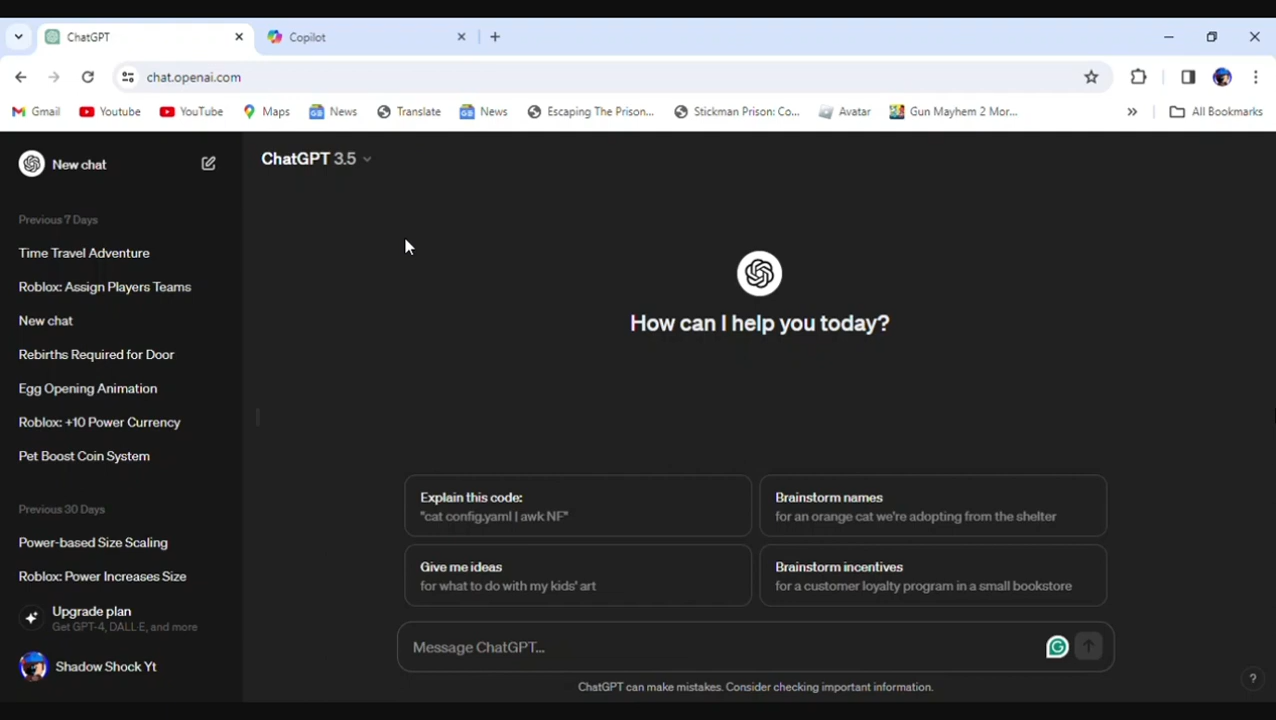 ChatGPT
Copilot
chat.openai.com
Gmail
Youtube
YouTube
Maps
News
Translate
News
Escaping The Prison...
Stickman Prison: Co...
Avatar
Gun Mayhem 2 Mor...
All Bookmarks
New chat
ChatGPT 3.5
Previous 7 Days
Time Travel Adventure
Roblox: Assign Players Teams
New chat
Rebirths Required for Door
Egg Opening Animation
Roblox: +10 Power Currency
Pet Boost Coin System
Previous 30 Days
Power-based Size Scaling
Roblox: Power Increases Size
Upgrade plan
Get GPT-4, DALL·E, and more
Shadow Shock Yt
How can I help you today?
Explain this code:
"cat config.yaml | awk NF"
Brainstorm names
for an orange cat we're adopting from the shelter
Give me ideas
for what to do with my kids' art
Brainstorm incentives
for a customer loyalty program in a small bookstore
Message ChatGPT...
ChatGPT can make mistakes. Consider checking important information.
?